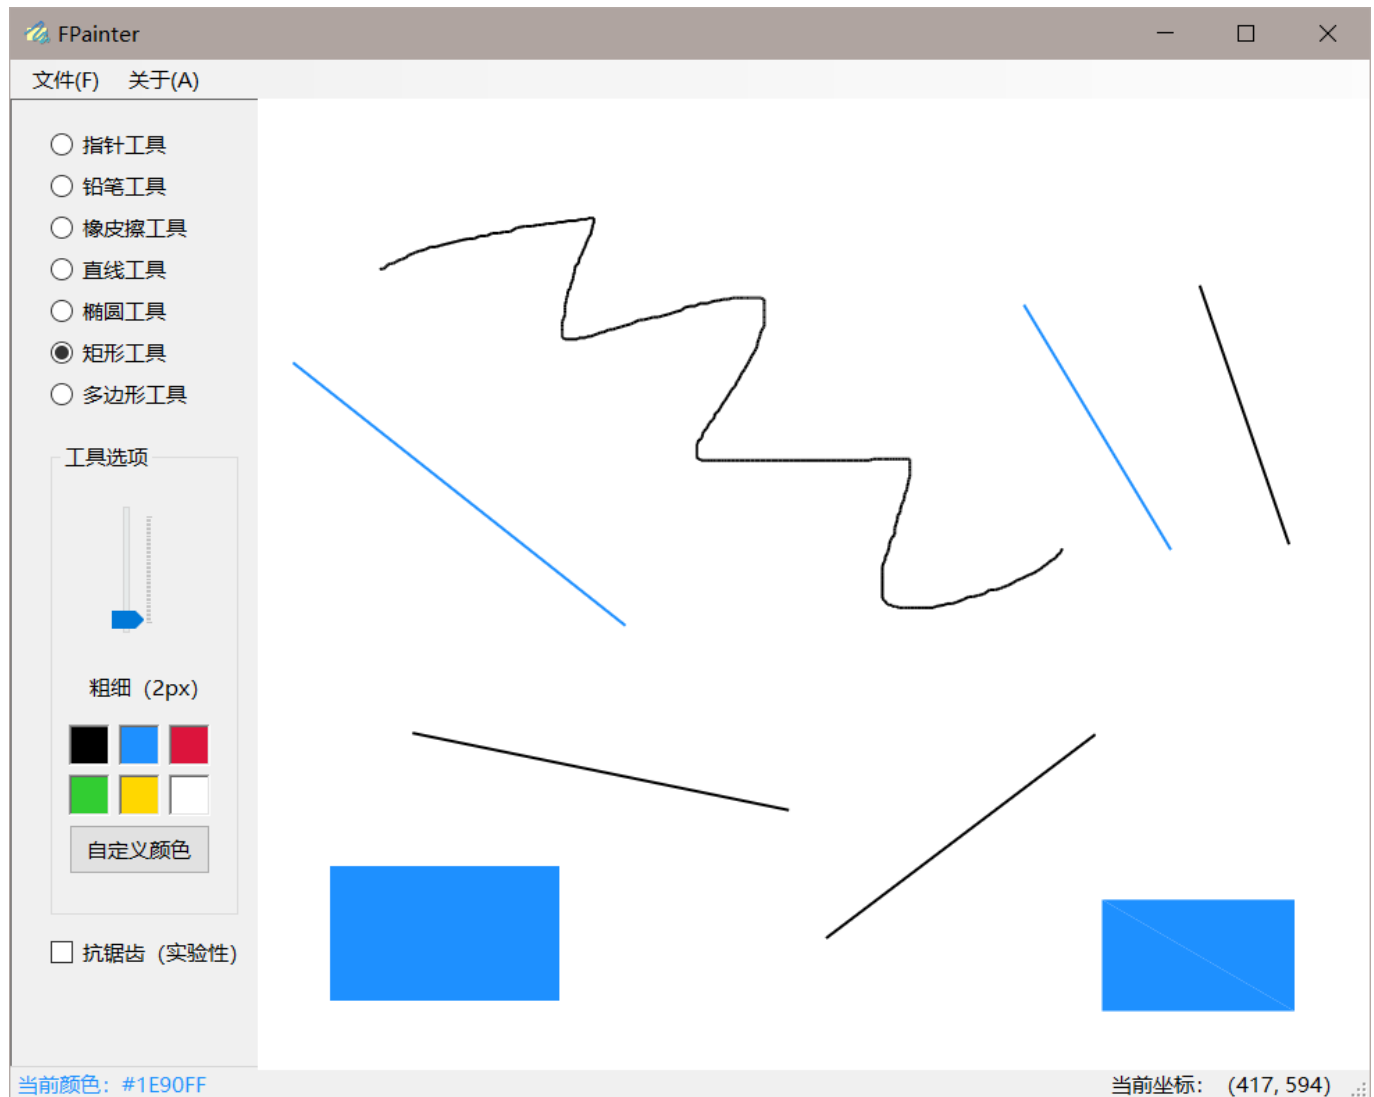 FPainter
文件(F) 关于(A)
指针工具
铅笔工具
橡皮擦工具
直线工具
椭圆工具
矩形工具
多边形工具
工具选项
粗细（2px）
自定义颜色
抗锯齿（实验性）
当前颜色：#1E90FF 当前坐标： (417, 594)